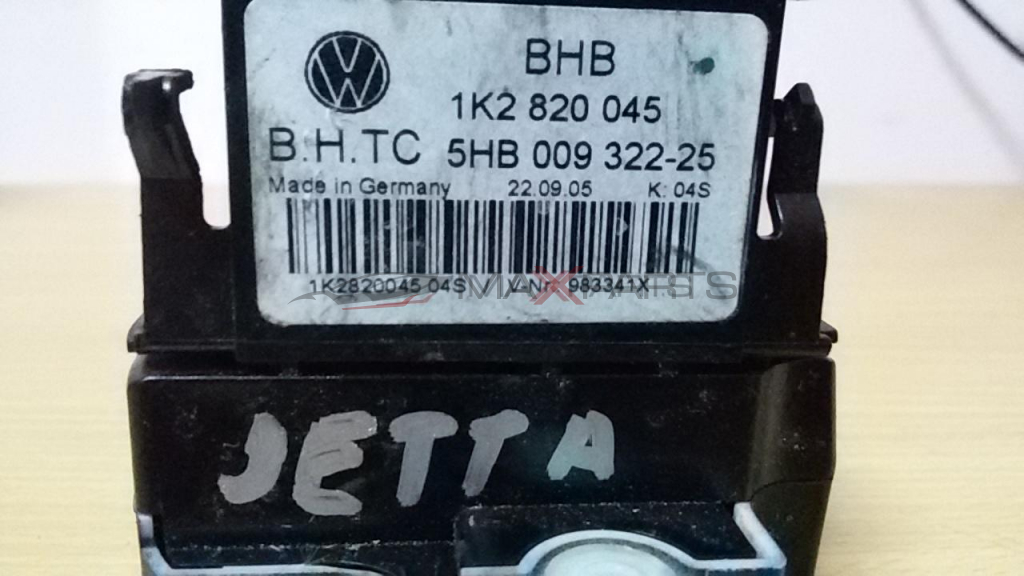 BHB
1K2 820 045
B.H.TC 5HB 009 322-25
Made in Germany 22.09.05 K: 04S
1K2820045 04S V-Nr. 983341X
MAXPARTS
JETTA